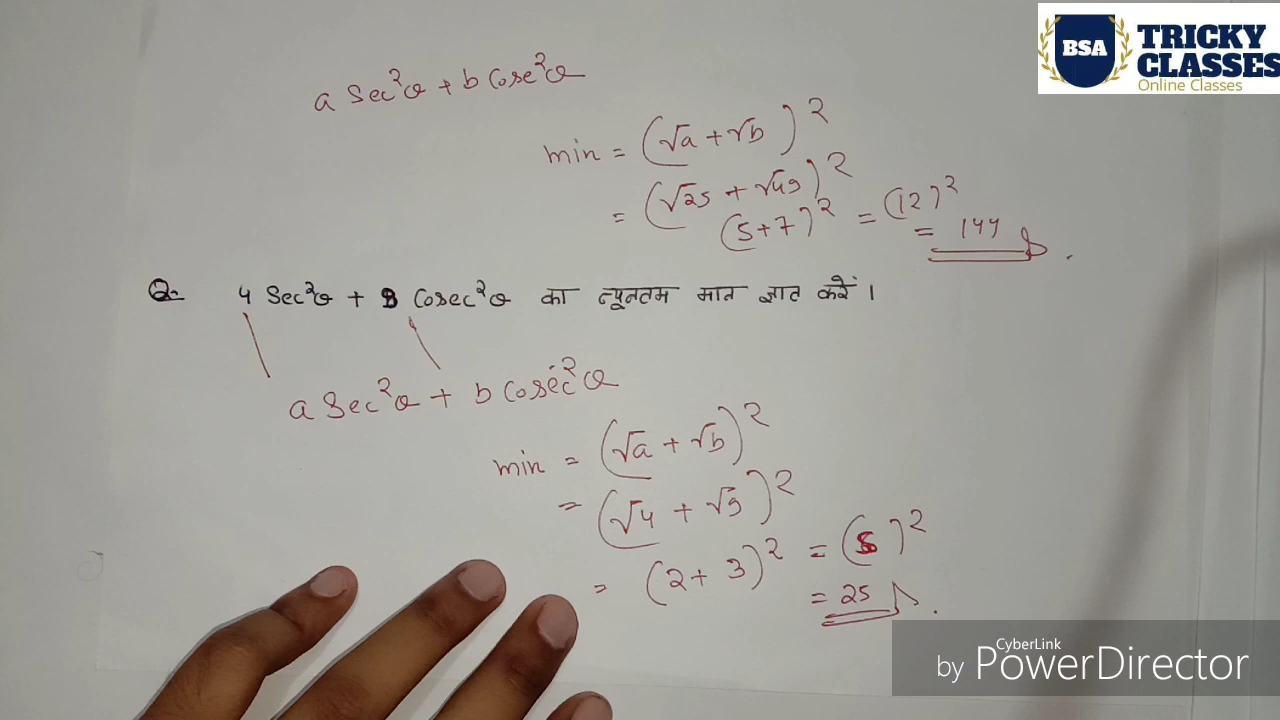 BSA TRICKY CLASSES
Online Classes
a Sec²θ + b Cosec²θ
min = (√a + √b)²
= (√25 + √49)²
(5+7)² = (12)²
= 144
Q:- 4 Sec²θ + 9 Cosec²θ का न्यूनतम मान ज्ञात करें।
a Sec²θ + b Cosec²θ
min = (√a + √b)²
= (√4 + √9)²
= (2 + 3)² = (5)²
= 25
CyberLink
by PowerDirector